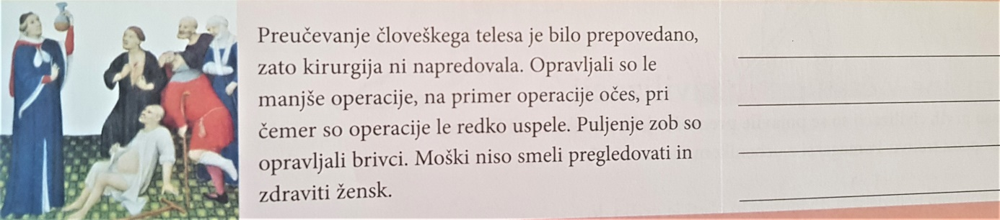 Preučevanje človeškega telesa je bilo prepovedano,
zato kirurgija ni napredovala. Opravljali so le
manjše operacije, na primer operacije očes, pri
čemer so operacije le redko uspele. Puljenje zob so
opravljali brivci. Moški niso smeli pregledovati in
zdraviti žensk.